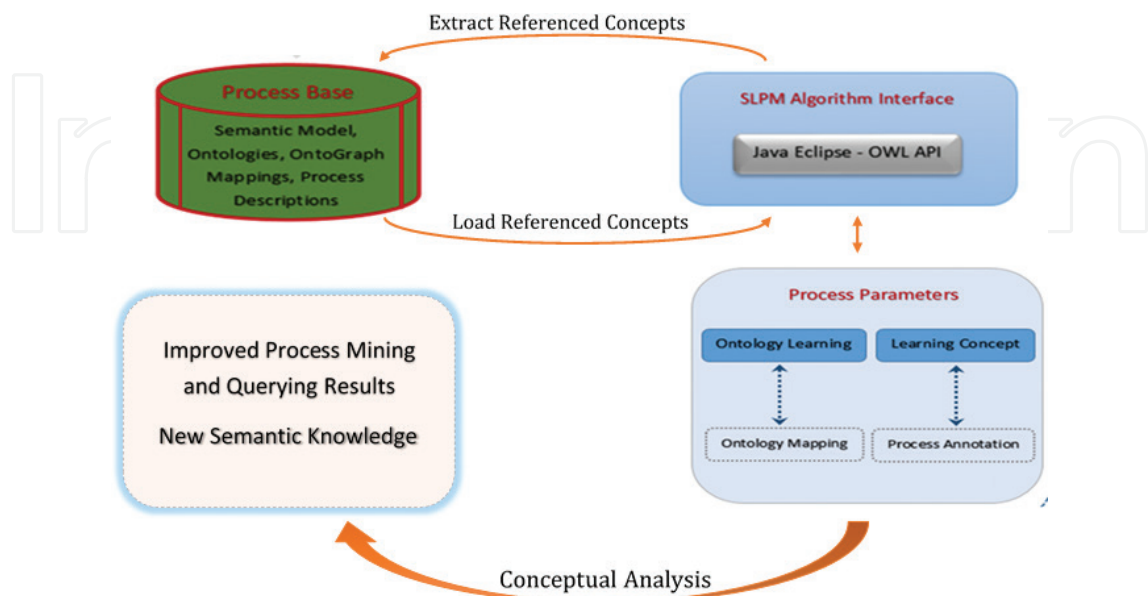 Extract Referenced Concepts
Process Base
Semantic Model,
Ontologies, OntoGraph
Mappings, Process
Descriptions
SLPM Algorithm Interface
Java Eclipse - OWL API
Load Referenced Concepts
Improved Process Mining
and Querying Results
New Semantic Knowledge
Process Parameters
Ontology Learning
Learning Concept
Ontology Mapping
Process Annotation
Conceptual Analysis